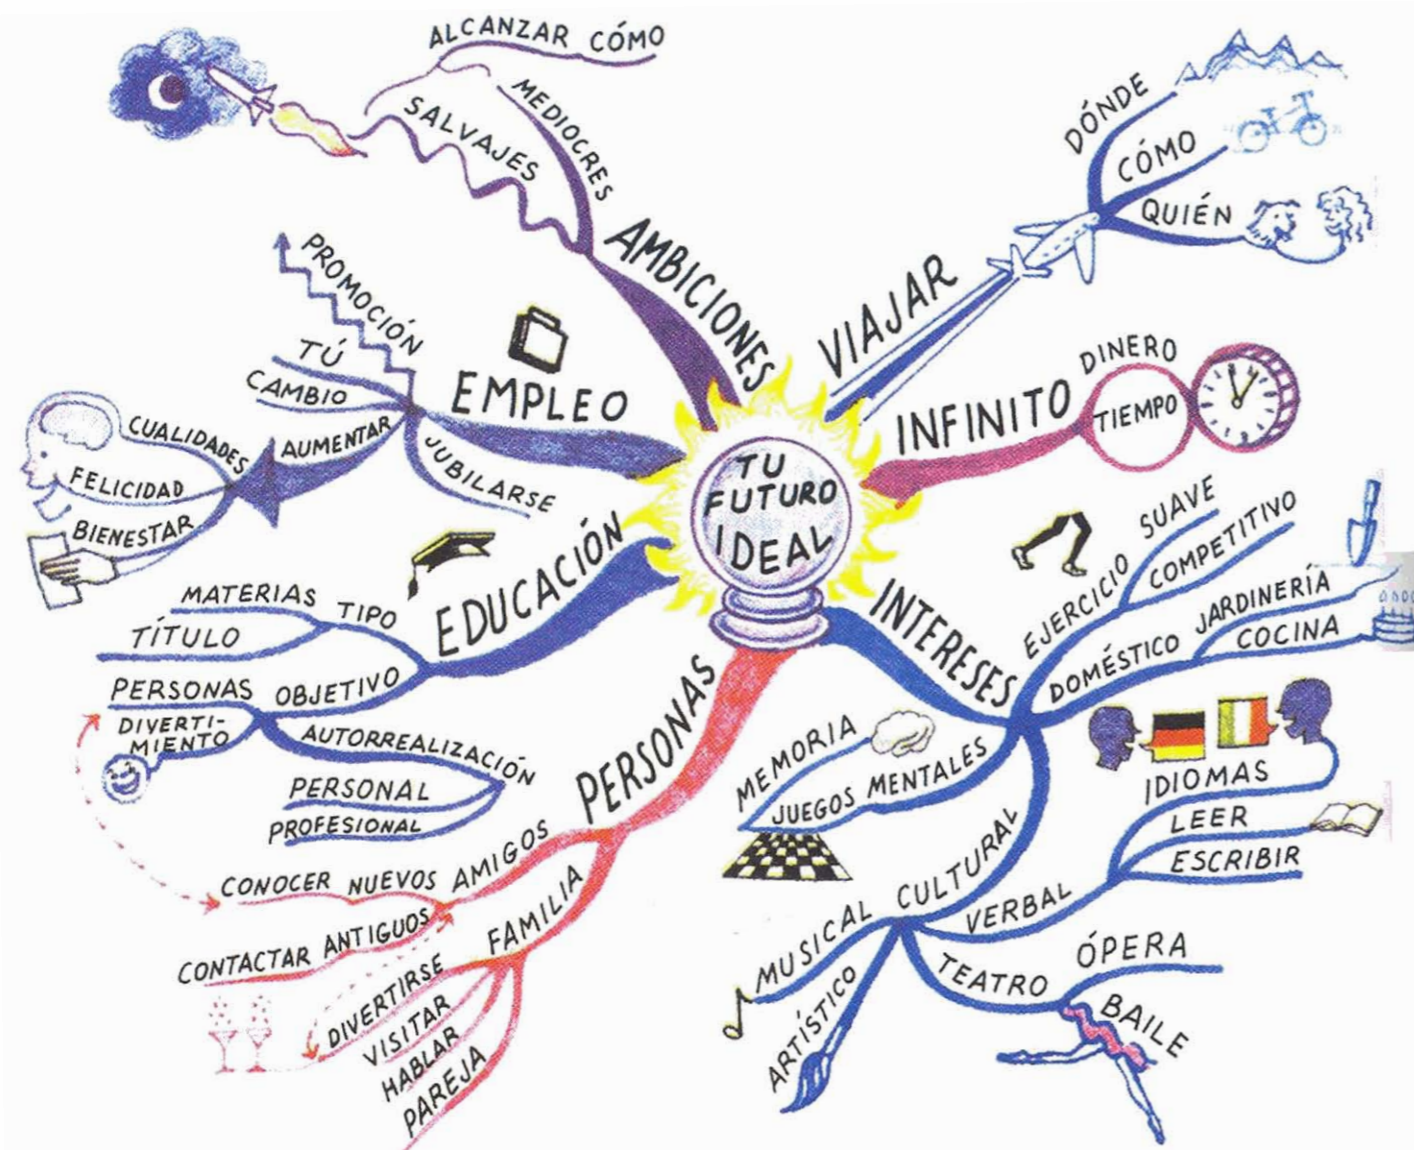 TU
FUTURO
IDEAL
AMBICIONES
MEDIOCRES
SALVAJES
ALCANZAR CÓMO
VIAJAR
DÓNDE
CÓMO
QUIÉN
INFINITO
DINERO
TIEMPO
INTERESES
EJERCICIO
SUAVE
COMPETITIVO
DOMÉSTICO
JARDINERÍA
COCINA
JUEGOS MENTALES
MEMORIA
CULTURAL
VERBAL
IDIOMAS
LEER
ESCRIBIR
TEATRO
ÓPERA
BAILE
ARTÍSTICO
MUSICAL
PERSONAS
AMIGOS
CONOCER NUEVOS
CONTACTAR ANTIGUOS
FAMILIA
DIVERTIRSE
VISITAR
HABLAR
PAREJA
EDUCACIÓN
TIPO
MATERIAS
TÍTULO
OBJETIVO
PERSONAS
DIVERTI-
MIENTO
AUTORREALIZACIÓN
PERSONAL
PROFESIONAL
EMPLEO
PROMOCIÓN
TÚ
CAMBIO
AUMENTAR
CUALIDADES
FELICIDAD
BIENESTAR
JUBILARSE